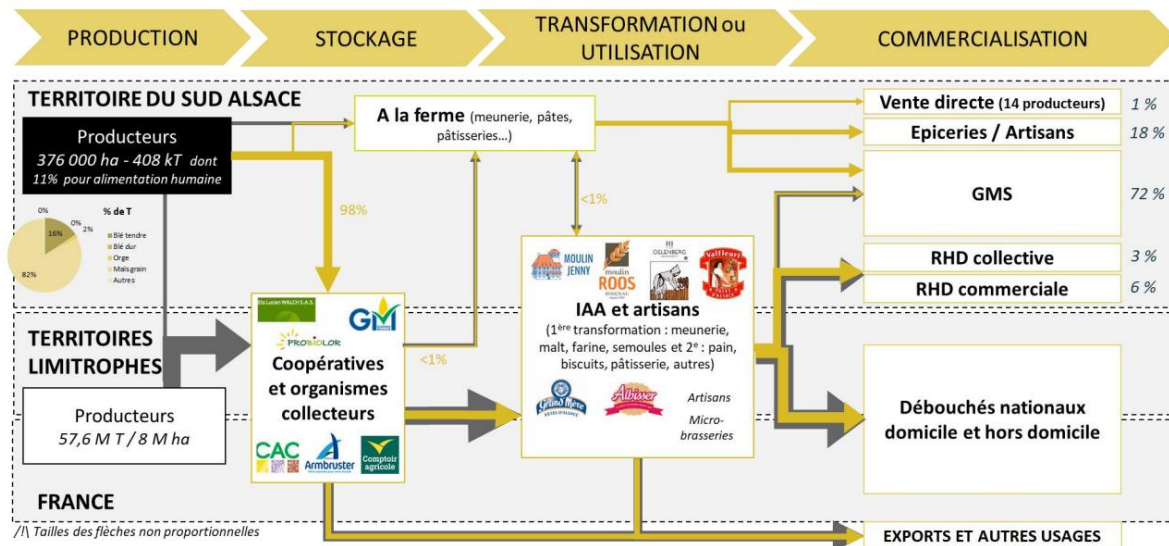 PRODUCTION
STOCKAGE
TRANSFORMATION ou
UTILISATION
COMMERCIALISATION
TERRITOIRE DU SUD ALSACE
Producteurs
376 000 ha - 408 kT dont
11% pour alimentation humaine
A la ferme (meunerie, pâtes,
pâtisseries...)
Vente directe (14 producteurs)
1 %
Epiceries / Artisans
18 %
GMS
72 %
RHD collective
3 %
RHD commerciale
6 %
% de T
0%
16%
0%
2%
82%
Blé tendre
Blé dur
Orge
Maïs grain
Autres
98%
<1%
MOULIN
JENNY
moulin
ROOS
OELENBERG
Valfleuri
IAA et artisans
(1ère transformation : meunerie,
malt, farine, semoules et 2e : pain,
biscuits, pâtisserie, autres)
Grand'Mère
Albisser
Artisans
Micro-
brasseries
TERRITOIRES
LIMITROPHES
Producteurs
57,6 M T / 8 M ha
Ets Lucien WALCH S.A.S.
GM
PROBIOLOR
Coopératives
et organismes
collecteurs
CAC
Armbruster
Comptoir
agricole
<1%
Débouchés nationaux
domicile et hors domicile
FRANCE
/!\ Tailles des flèches non proportionnelles
EXPORTS ET AUTRES USAGES